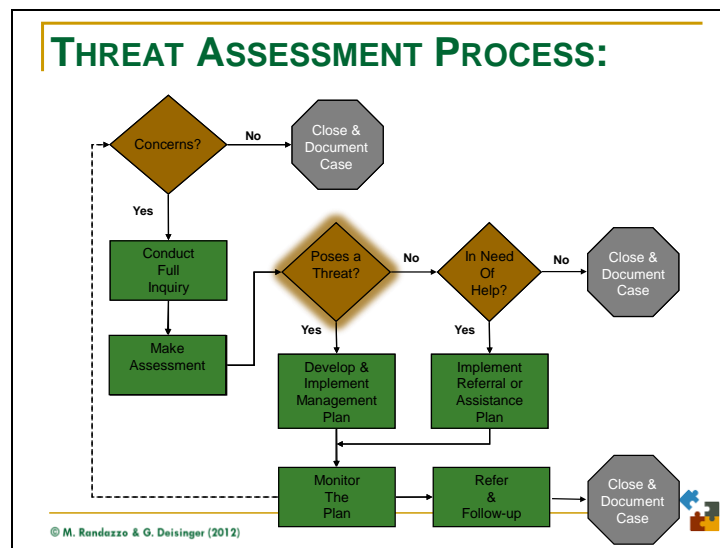 THREAT ASSESSMENT PROCESS:
Concerns?
No
Close &
Document
Case
Yes
Conduct
Full
Inquiry
Make
Assessment
Poses a
Threat?
No
In Need
Of
Help?
No
Close &
Document
Case
Yes
Develop &
Implement
Management
Plan
Yes
Implement
Referral or
Assistance
Plan
Monitor
The
Plan
Refer
&
Follow-up
Close &
Document
Case
© M. Randazzo & G. Deisinger (2012)